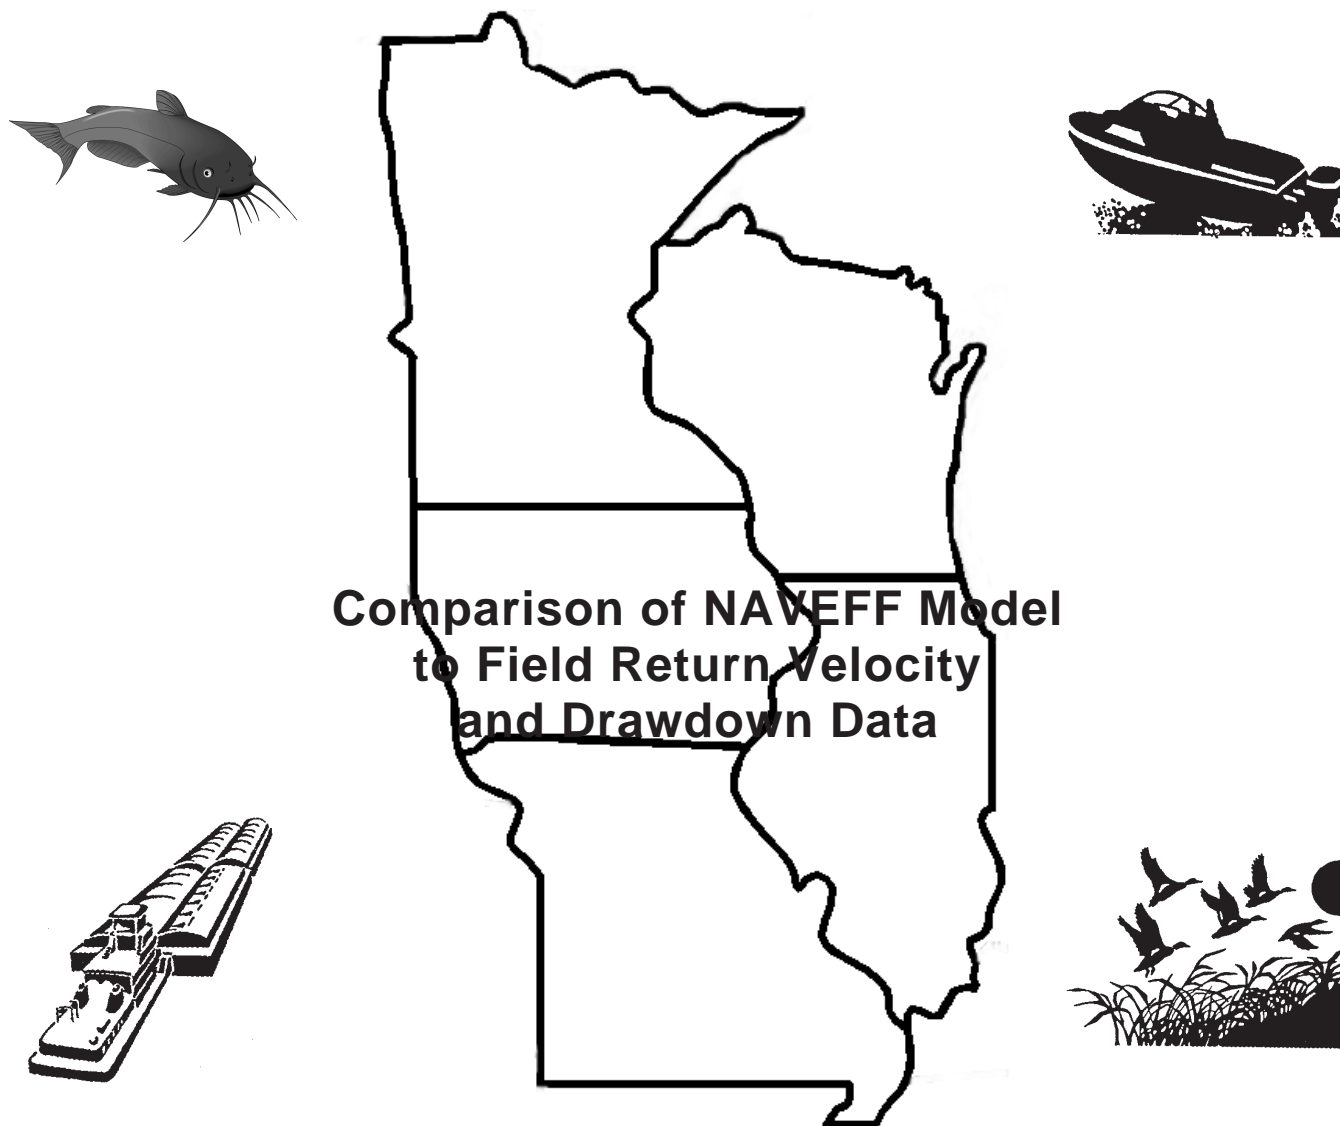 Comparison of NAVEFF Model
to Field Return Velocity
and Drawdown Data